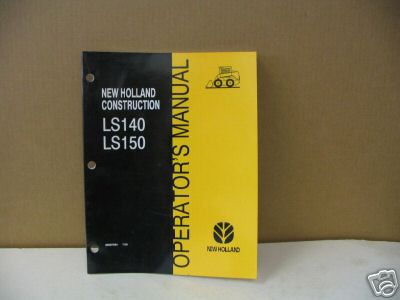 NEW HOLLAND
CONSTRUCTION
LS140
LS150
OPERATOR'S MANUAL
NEW HOLLAND